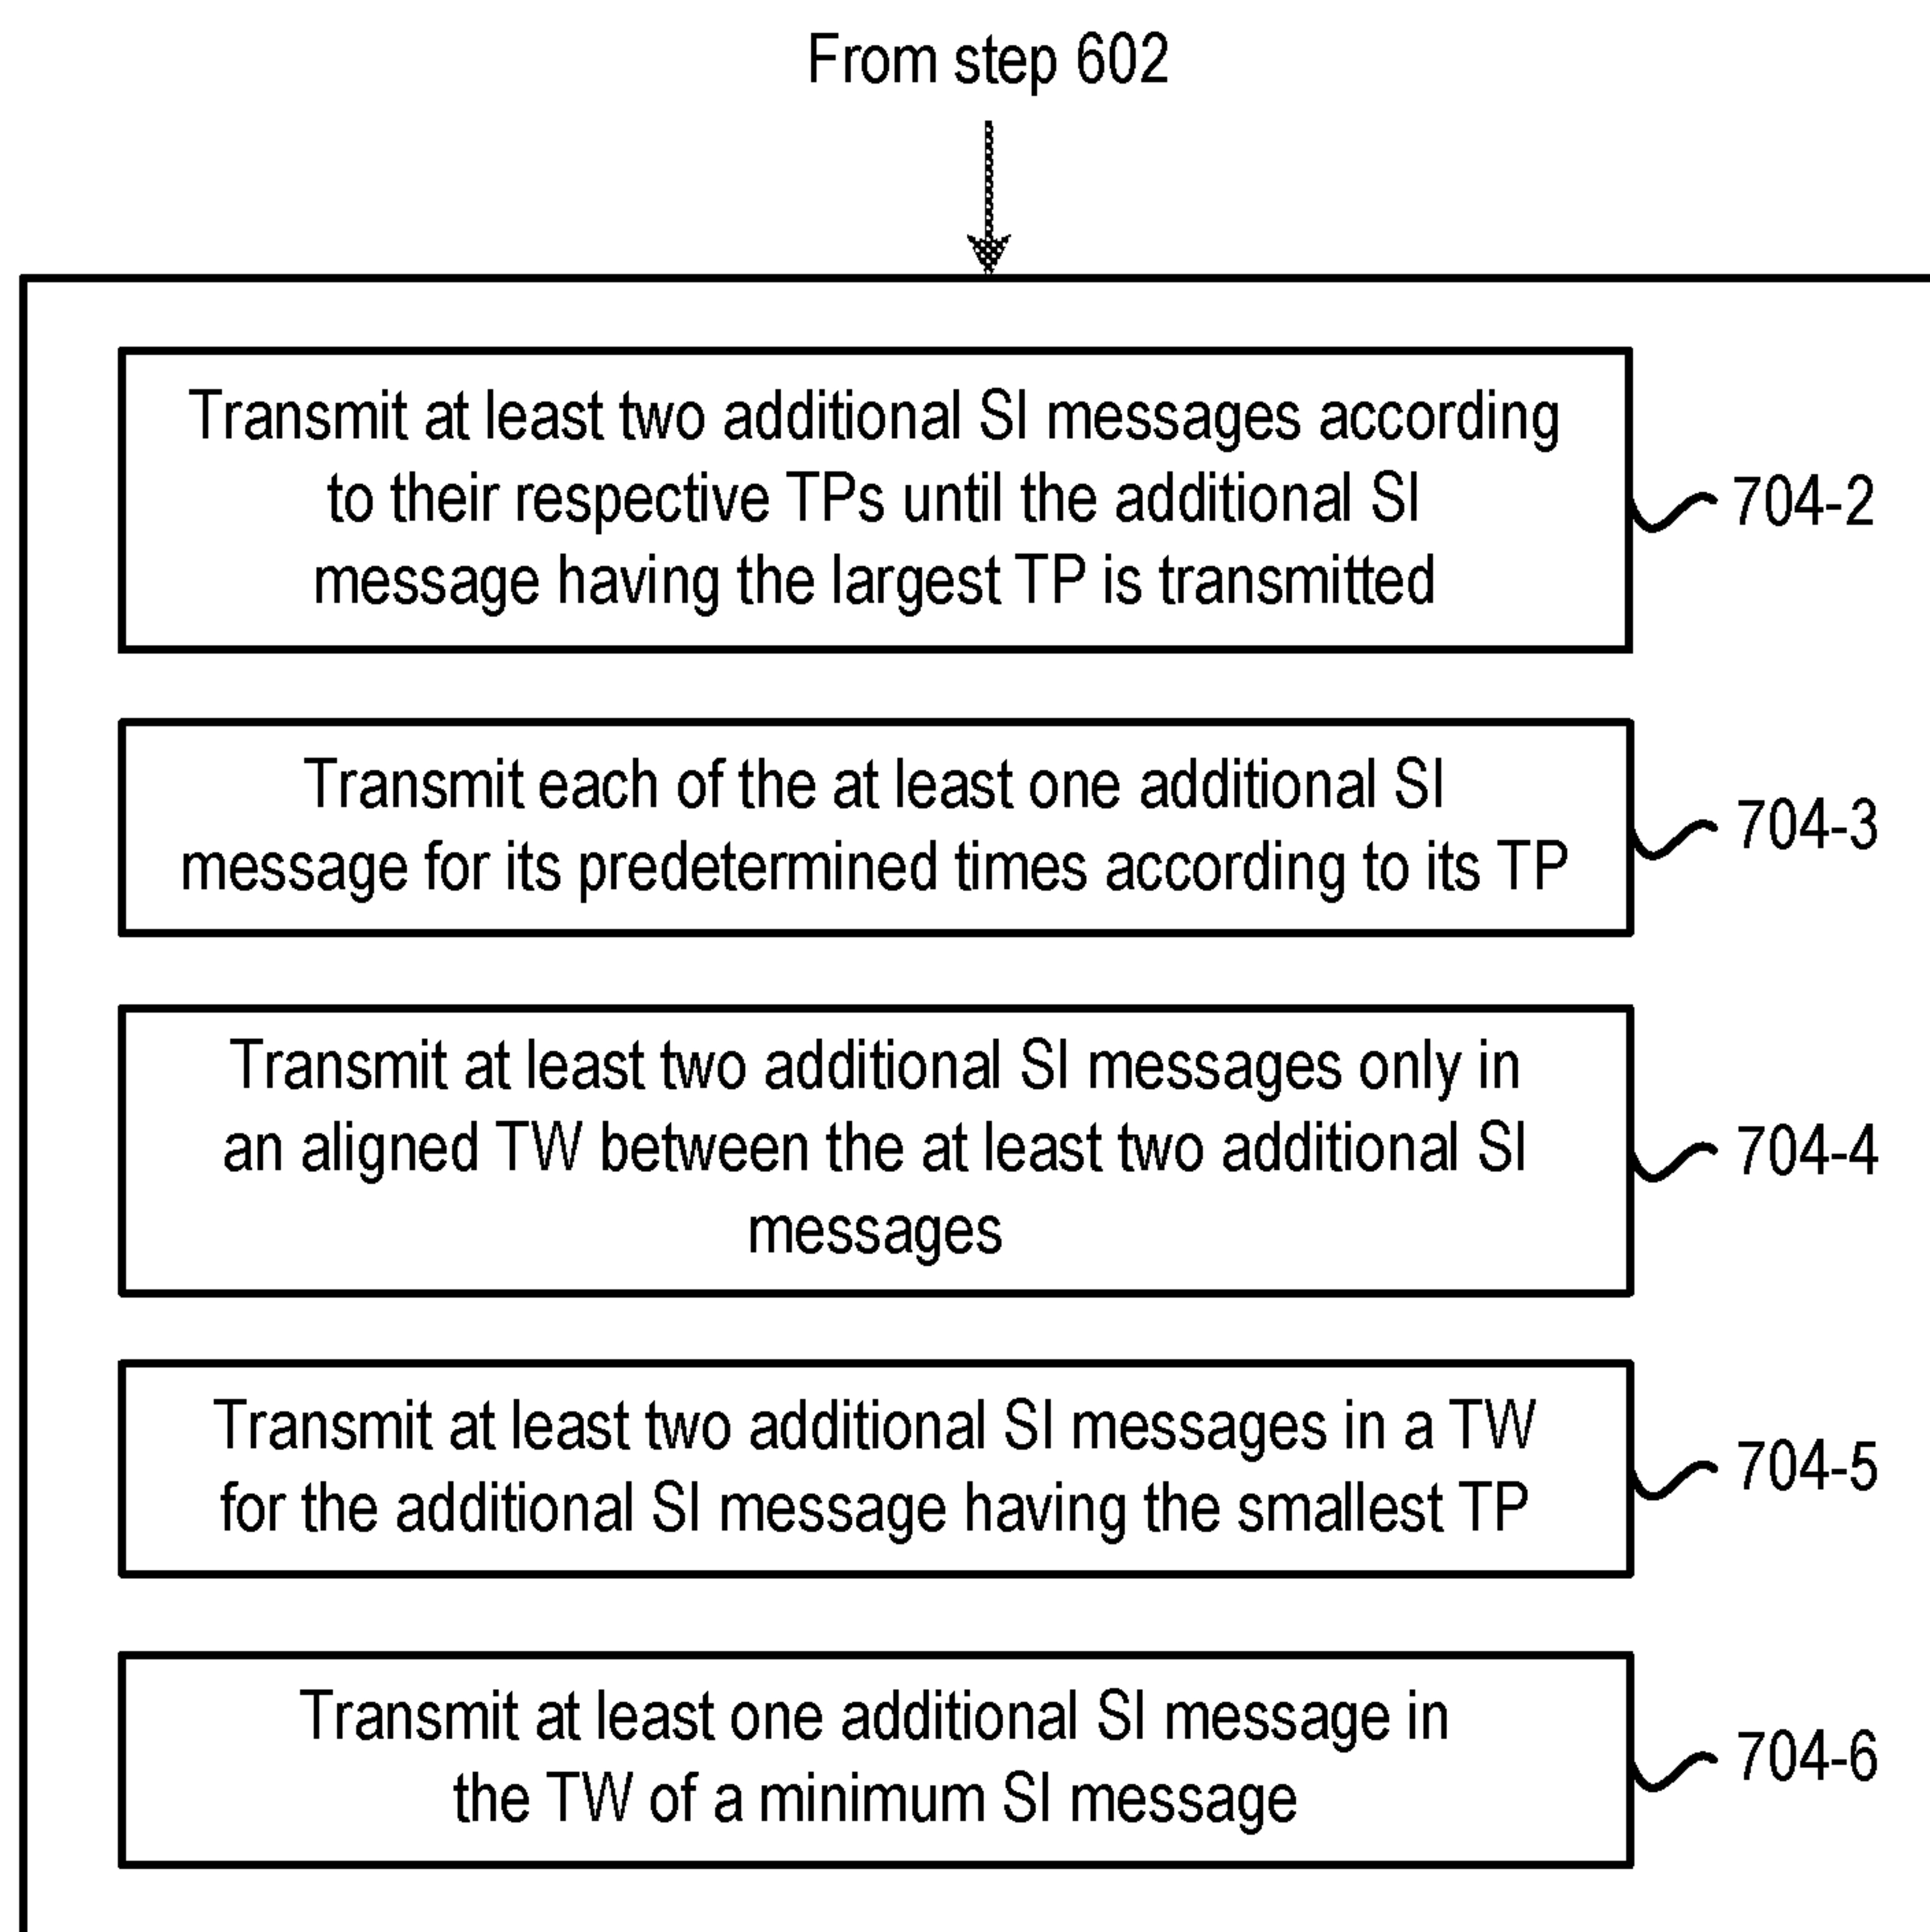 From step 602
Transmit at least two additional SI messages according
to their respective TPs until the additional SI
message having the largest TP is transmitted
704-2
Transmit each of the at least one additional SI
message for its predetermined times according to its TP
704-3
Transmit at least two additional SI messages only in
an aligned TW between the at least two additional SI
messages
704-4
Transmit at least two additional SI messages in a TW
for the additional SI message having the smallest TP
704-5
Transmit at least one additional SI message in
the TW of a minimum SI message
704-6